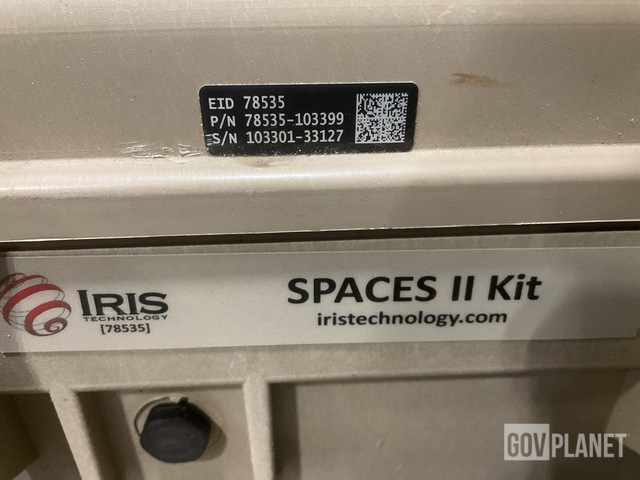 EID 78535
P/N 78535-103399
S/N 103301-33127
IRIS
TECHNOLOGY
[78535]
SPACES II Kit
iristechnology.com
GOVPLANET